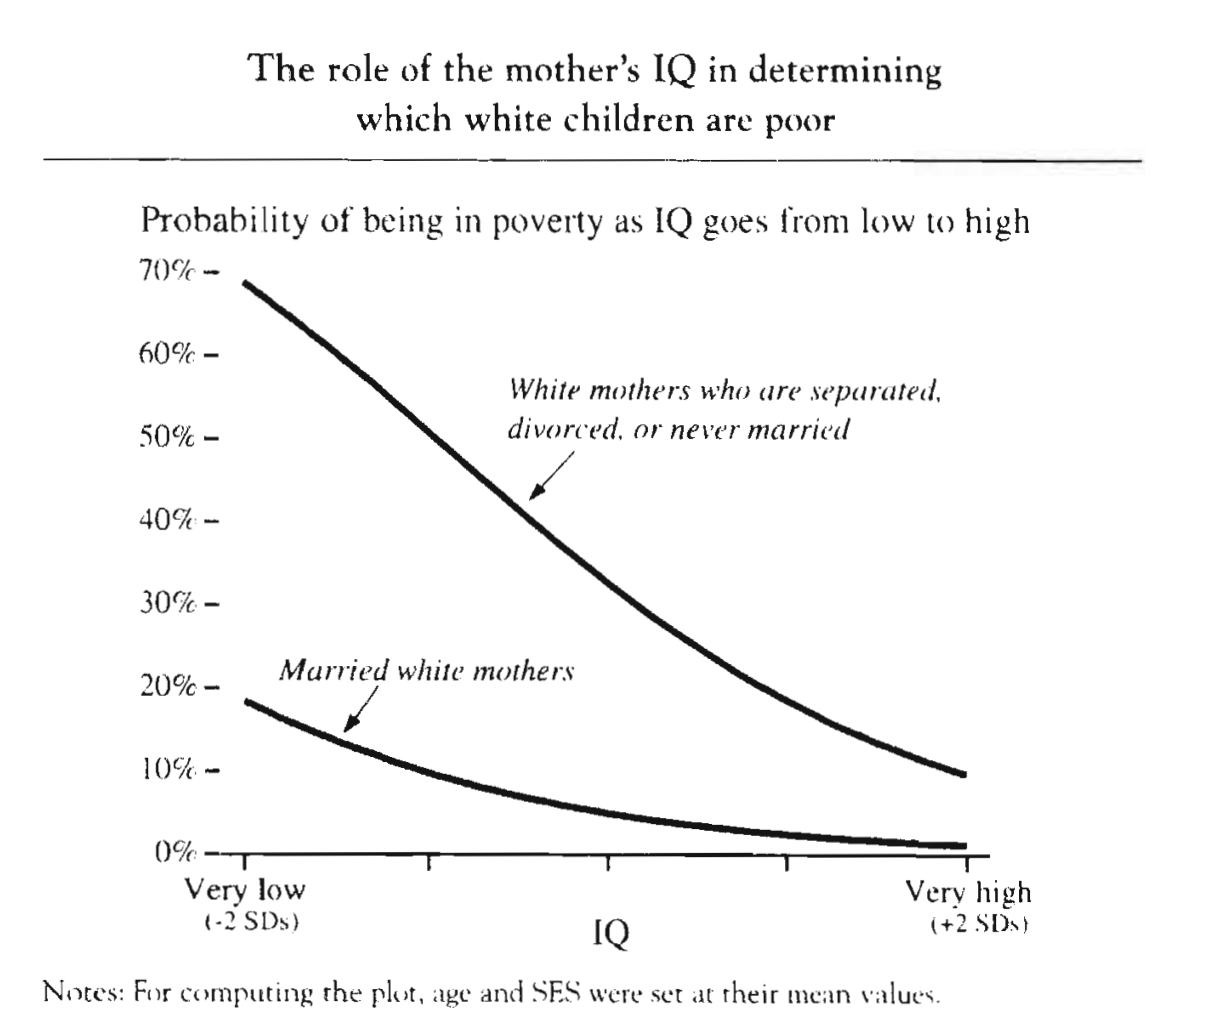 The role of the mother's IQ in determining
which white children are poor
Probability of being in poverty as IQ goes from low to high
70%
60%
White mothers who are separated,
divorced, or never married
50%
40%
30%
Married white mothers
20%
10%
0%
Very low
(-2 SDs)
IQ
Very high
(+2 SDs)
Notes: For computing the plot, age and SES were set at their mean values.